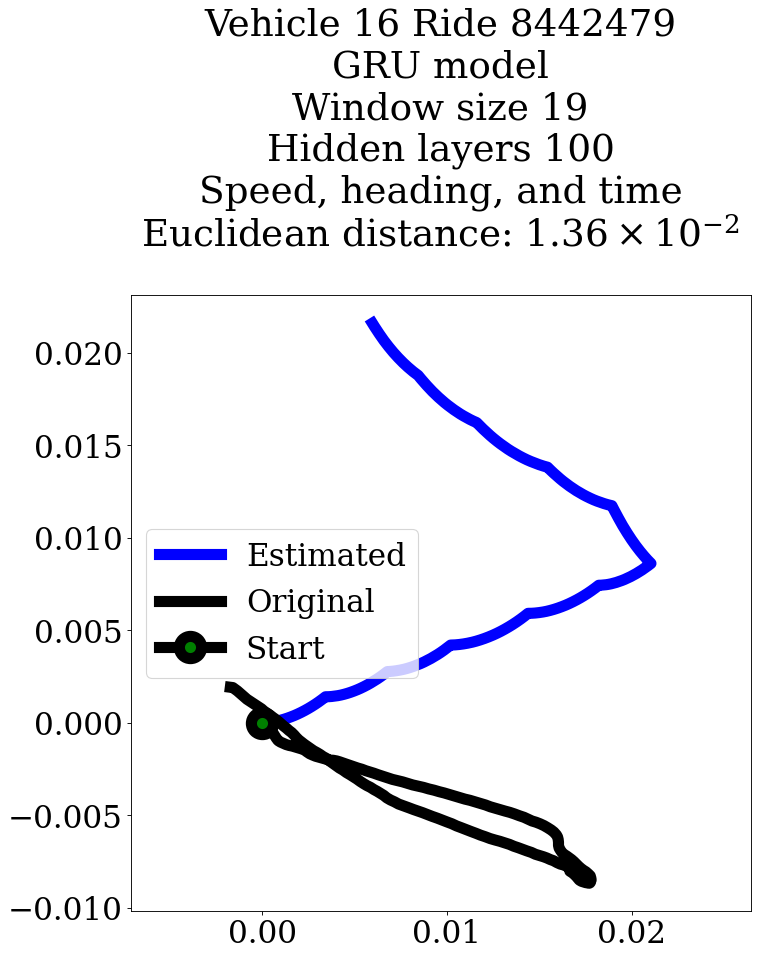 Vehicle 16 Ride 8442479
GRU model
Window size 19
Hidden layers 100
Speed, heading, and time
Euclidean distance: 1.36 × 10⁻²
0.020
0.015
0.010
0.005
0.000
−0.005
−0.010
Estimated
Original
Start
0.00 0.01 0.02